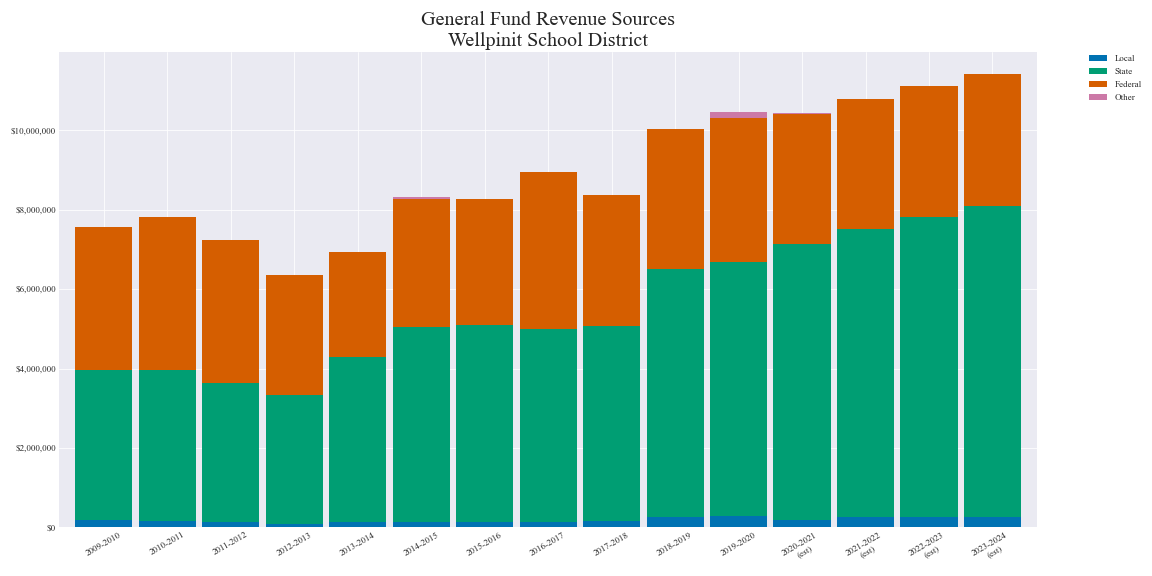 General Fund Revenue Sources
Wellpinit School District
Local
State
Federal
Other
$10,000,000
$8,000,000
$6,000,000
$4,000,000
$2,000,000
$0
2009-2010
2010-2011
2011-2012
2012-2013
2013-2014
2014-2015
2015-2016
2016-2017
2017-2018
2018-2019
2019-2020
2020-2021
(est)
2021-2022
(est)
2022-2023
(est)
2023-2024
(est)